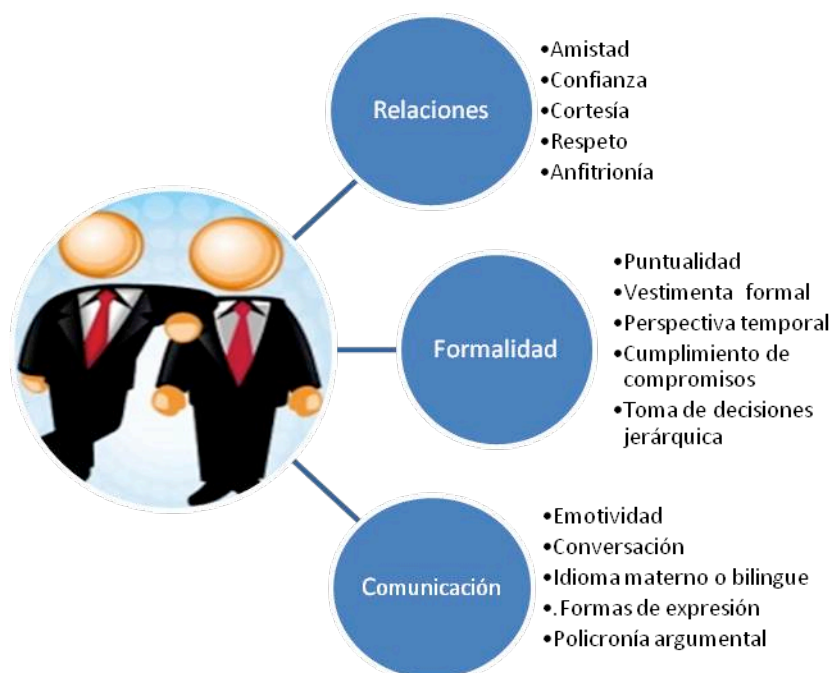 Relaciones
•Amistad
•Confianza
•Cortesía
•Respeto
•Anfitrionía
Formalidad
•Puntualidad
•Vestimenta formal
•Perspectiva temporal
•Cumplimiento de
compromisos
•Toma de decisiones
jerárquica
Comunicación
•Emotividad
•Conversación
•Idioma materno o bilingue
•.Formas de expresión
•Policronía argumental